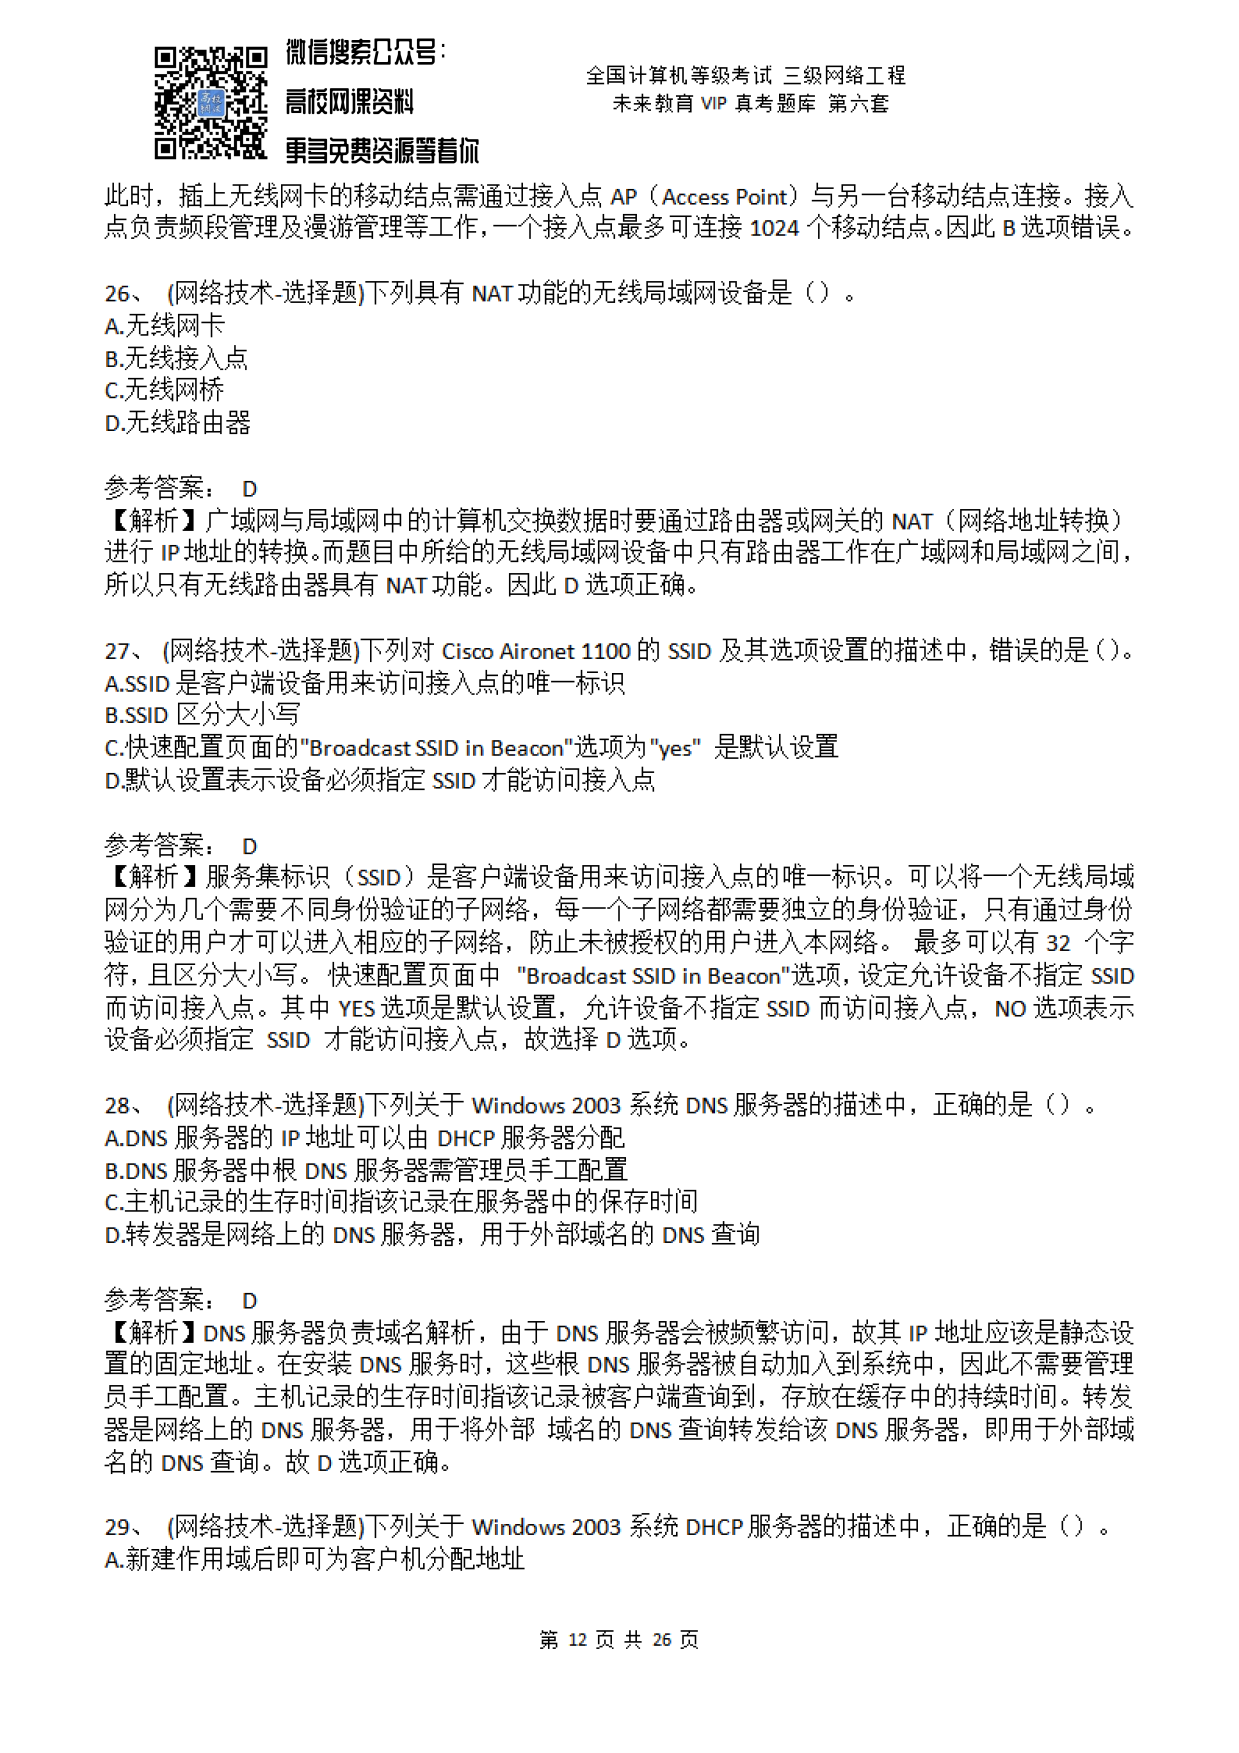 微信搜索公众号：
高校网课资料
更多免费资源等着你
全国计算机等级考试 三级网络工程
未来教育 VIP 真考题库 第六套
此时，插上无线网卡的移动结点需通过接入点 AP（Access Point）与另一台移动结点连接。接入
点负责频段管理及漫游管理等工作，一个接入点最多可连接 1024 个移动结点。因此 B 选项错误。
26、 (网络技术-选择题)下列具有 NAT 功能的无线局域网设备是（）。
A.无线网卡
B.无线接入点
C.无线网桥
D.无线路由器
参考答案： D
【解析】广域网与局域网中的计算机交换数据时要通过路由器或网关的 NAT（网络地址转换）
进行 IP 地址的转换。而题目中所给的无线局域网设备中只有路由器工作在广域网和局域网之间，
所以只有无线路由器具有 NAT 功能。因此 D 选项正确。
27、 (网络技术-选择题)下列对 Cisco Aironet 1100 的 SSID 及其选项设置的描述中，错误的是（）。
A.SSID 是客户端设备用来访问接入点的唯一标识
B.SSID 区分大小写
C.快速配置页面的"Broadcast SSID in Beacon"选项为"yes" 是默认设置
D.默认设置表示设备必须指定 SSID 才能访问接入点
参考答案： D
【解析】服务集标识（SSID）是客户端设备用来访问接入点的唯一标识。可以将一个无线局域
网分为几个需要不同身份验证的子网络，每一个子网络都需要独立的身份验证，只有通过身份
验证的用户才可以进入相应的子网络，防止未被授权的用户进入本网络。 最多可以有 32 个字
符，且区分大小写。 快速配置页面中 "Broadcast SSID in Beacon"选项，设定允许设备不指定 SSID
而访问接入点。其中 YES 选项是默认设置，允许设备不指定 SSID 而访问接入点，NO 选项表示
设备必须指定 SSID 才能访问接入点，故选择 D 选项。
28、 (网络技术-选择题)下列关于 Windows 2003 系统 DNS 服务器的描述中，正确的是（）。
A.DNS 服务器的 IP 地址可以由 DHCP 服务器分配
B.DNS 服务器中根 DNS 服务器需管理员手工配置
C.主机记录的生存时间指该记录在服务器中的保存时间
D.转发器是网络上的 DNS 服务器，用于外部域名的 DNS 查询
参考答案： D
【解析】DNS 服务器负责域名解析，由于 DNS 服务器会被频繁访问，故其 IP 地址应该是静态设
置的固定地址。在安装 DNS 服务时，这些根 DNS 服务器被自动加入到系统中，因此不需要管理
员手工配置。主机记录的生存时间指该记录被客户端查询到，存放在缓存中的持续时间。转发
器是网络上的 DNS 服务器，用于将外部 域名的 DNS 查询转发给该 DNS 服务器，即用于外部域
名的 DNS 查询。故 D 选项正确。
29、 (网络技术-选择题)下列关于 Windows 2003 系统 DHCP 服务器的描述中，正确的是（）。
A.新建作用域后即可为客户机分配地址
第 12 页 共 26 页